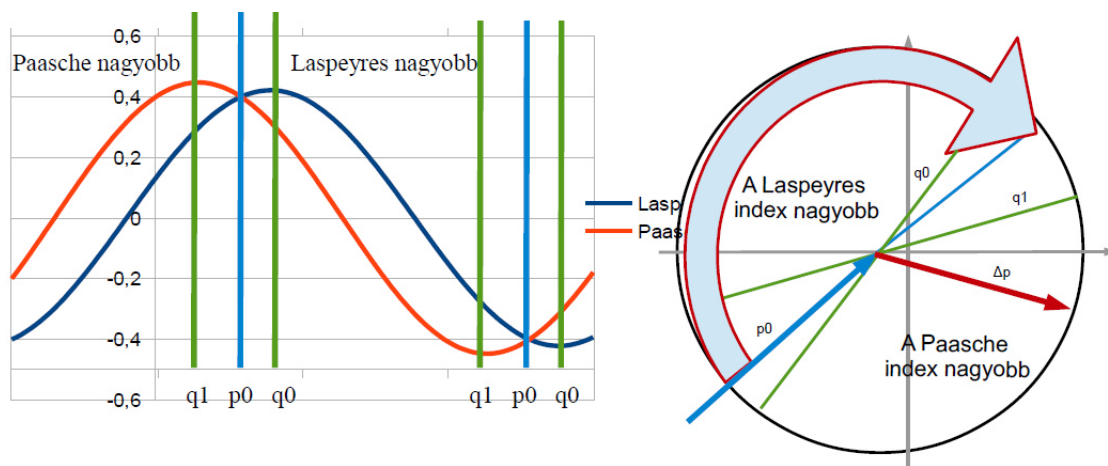 0,6
Paasche nagyobb
Laspeyres nagyobb
0,4
0,2
0
-0,2
-0,4
-0,6
q1 p0 q0
q1 p0 q0
Lasp
Paas
q0
A Laspeyres
index nagyobb
q1
Δp
p0
A Paasche
index nagyobb